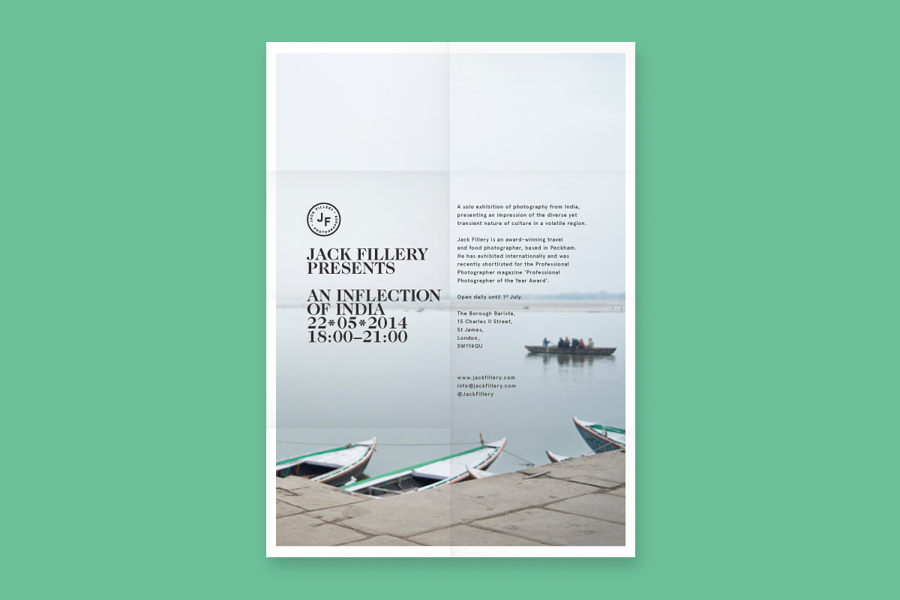 JACK FILLERY
JF
PHOTOGRAPHY
JACK FILLERY
PRESENTS
AN INFLECTION
OF INDIA
22*05*2014
18:00–21:00
A solo exhibition of photography from India,
presenting an impression of the diverse yet
transient nature of culture in a volatile region.
Jack Fillery is an award-winning travel
and food photographer, based in Peckham.
He has exhibited internationally and was
recently shortlisted for the Professional
Photographer magazine 'Professional
Photographer of the Year Award'.
Open daily until 1st July.
The Borough Barista,
15 Charles II Street,
St James,
London,
SW1Y4QU
www.jackfillery.com
info@jackfillery.com
@JackFillery